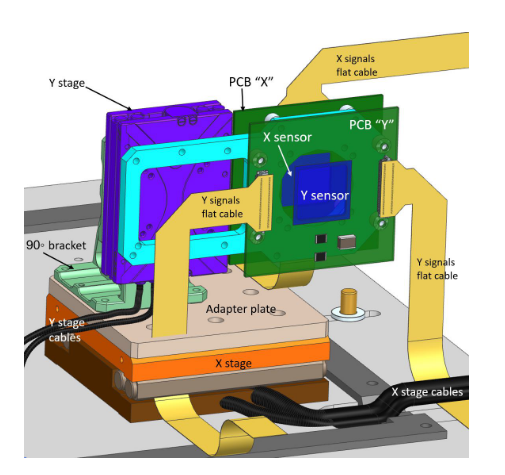 X signals
flat cable
Y stage
PCB “X”
PCB “Y”
X sensor
Y sensor
Y signals
flat cable
90◦ bracket
Y signals
flat cable
Adapter plate
Y stage
cables
X stage
X stage cables